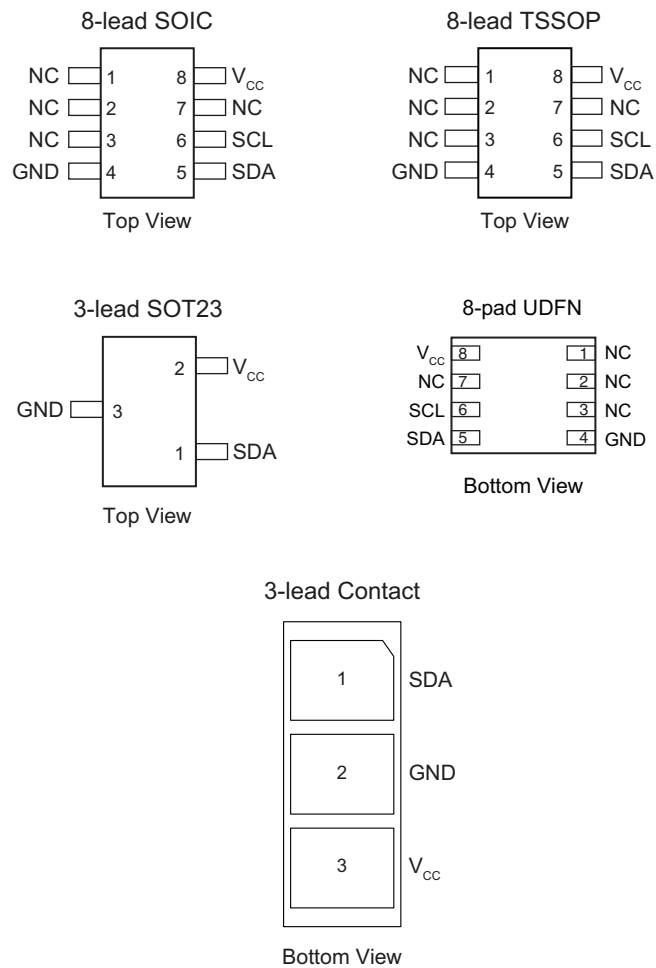 8-lead SOIC
NC 1 8 VCC
NC 2 7 NC
NC 3 6 SCL
GND 4 5 SDA
Top View
8-lead TSSOP
NC 1 8 VCC
NC 2 7 NC
NC 3 6 SCL
GND 4 5 SDA
Top View
3-lead SOT23
2 VCC
GND 3
1 SDA
Top View
8-pad UDFN
VCC 8 1 NC
NC 7 2 NC
SCL 6 3 NC
SDA 5 4 GND
Bottom View
3-lead Contact
1 SDA
2 GND
3 VCC
Bottom View